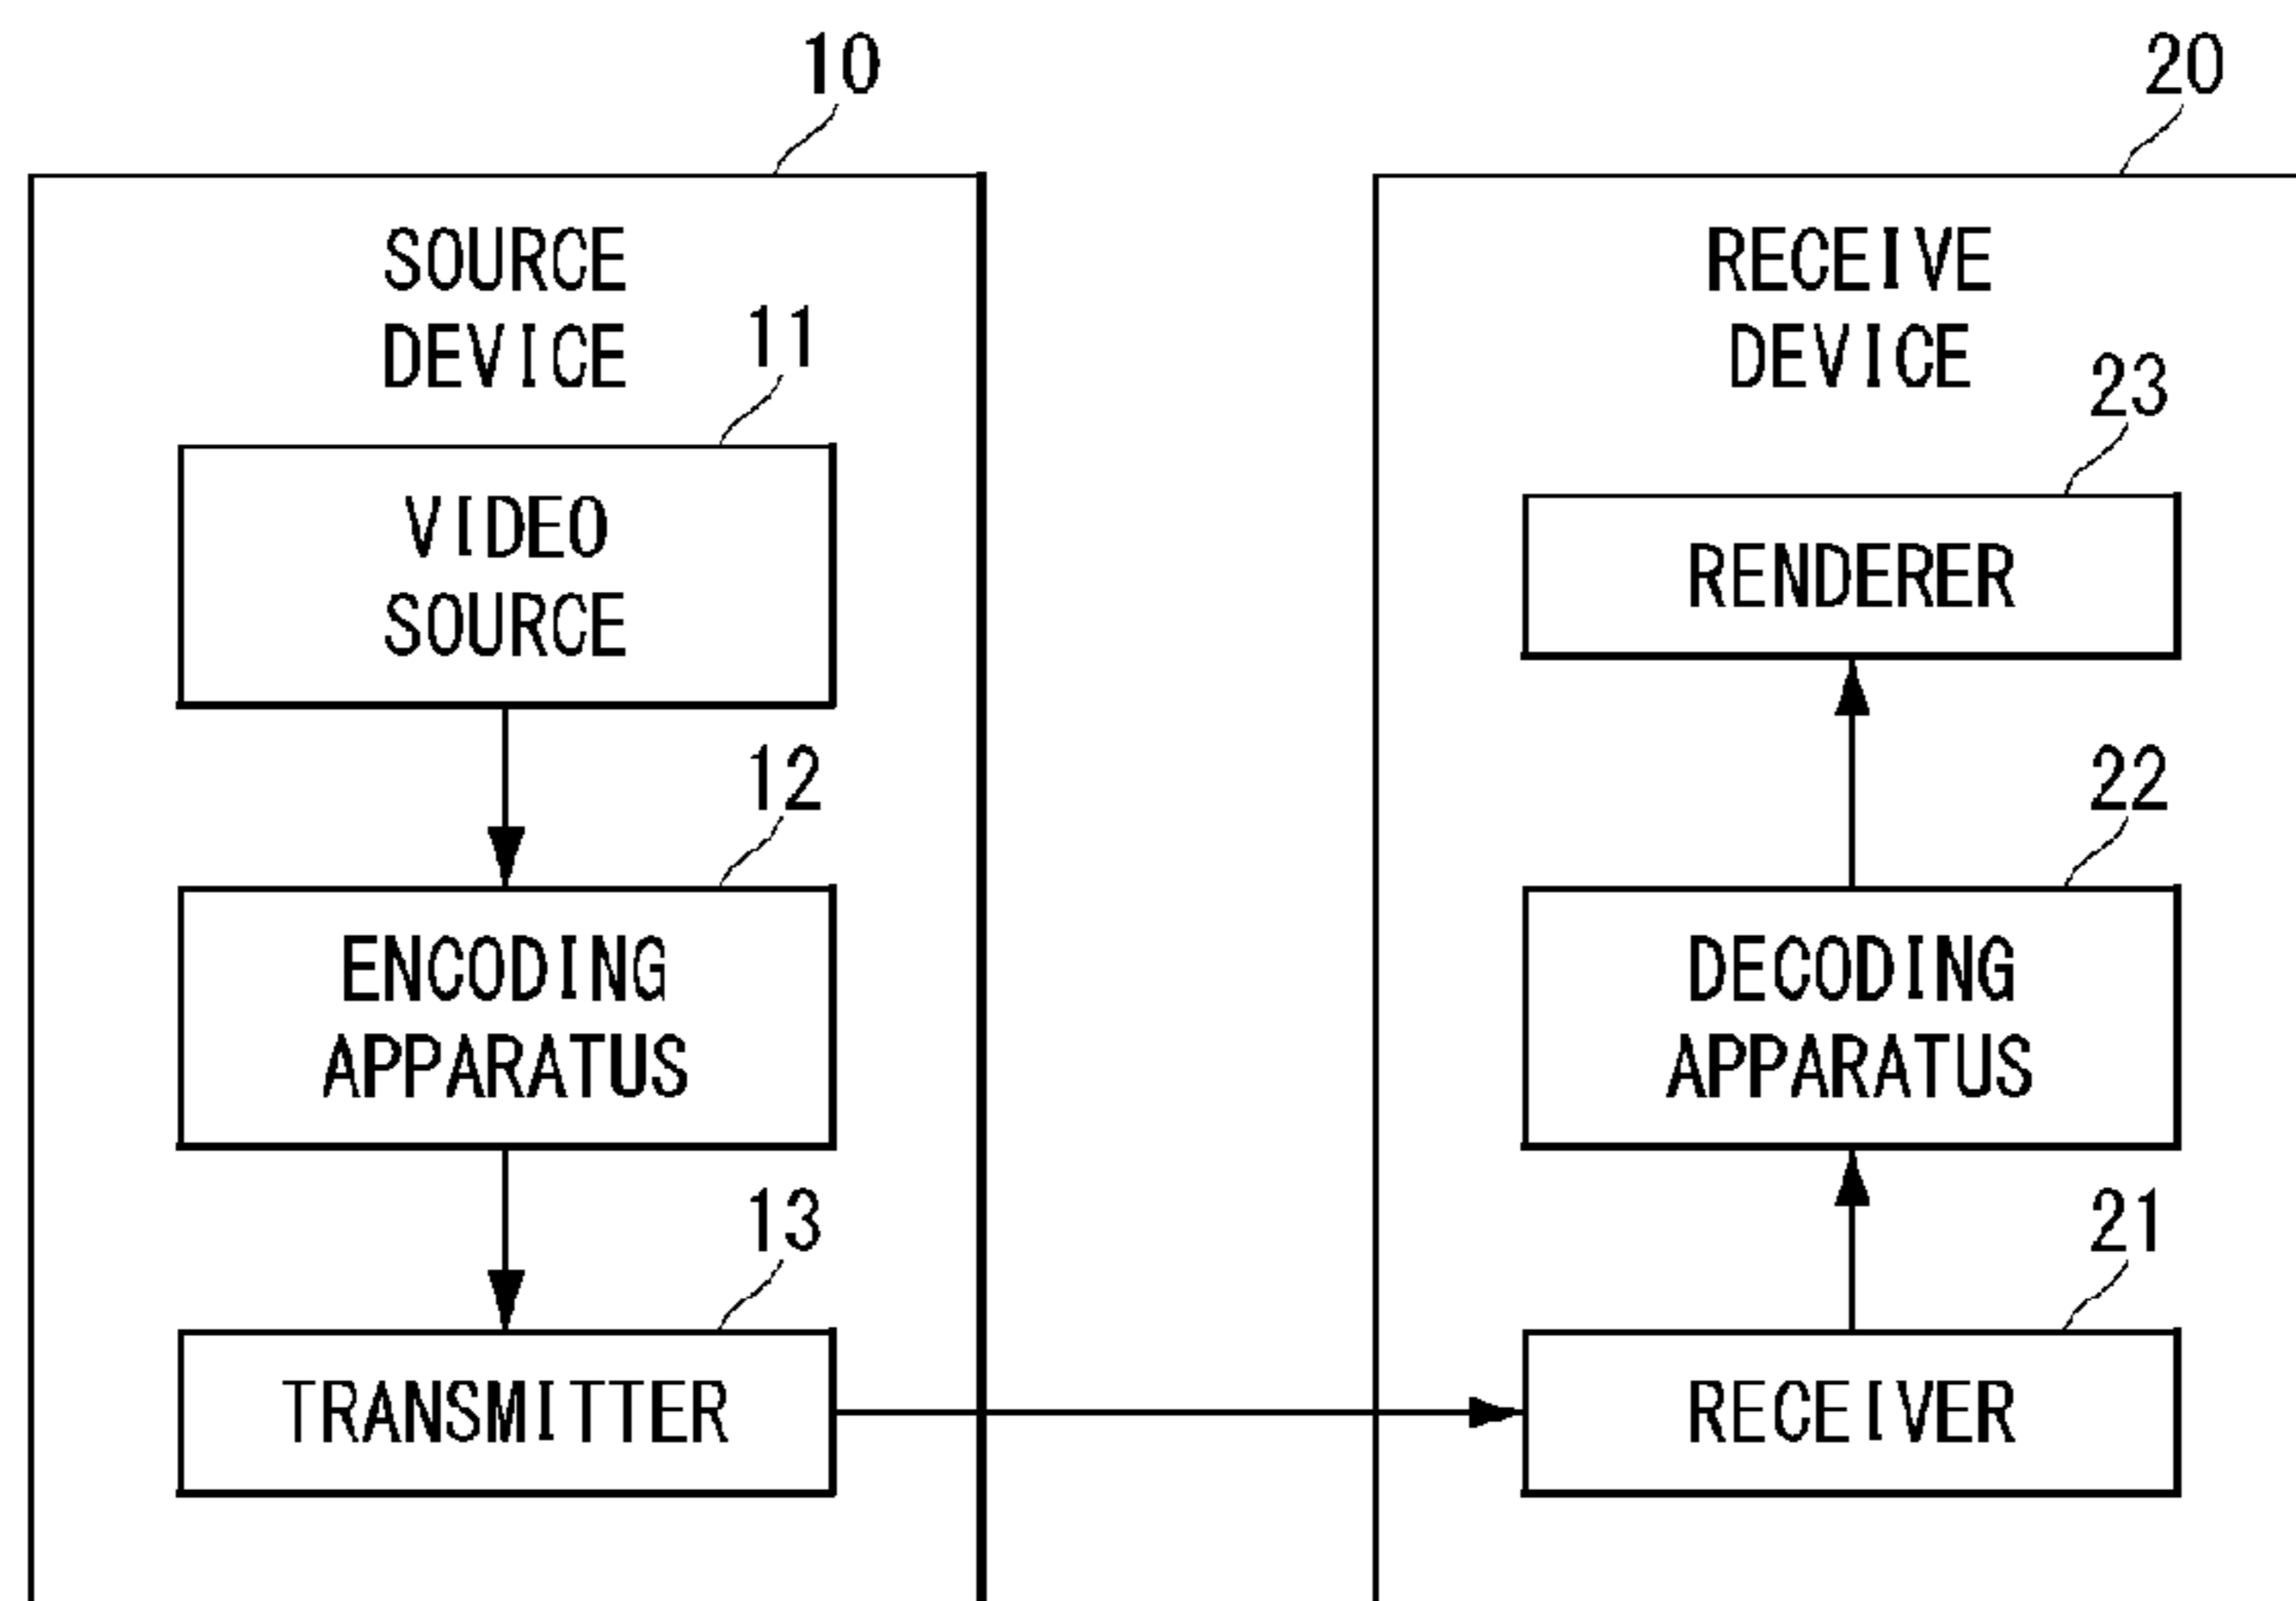 10
SOURCE
DEVICE
11
VIDEO
SOURCE
12
ENCODING
APPARATUS
13
TRANSMITTER
20
RECEIVE
DEVICE
23
RENDERER
22
DECODING
APPARATUS
21
RECEIVER